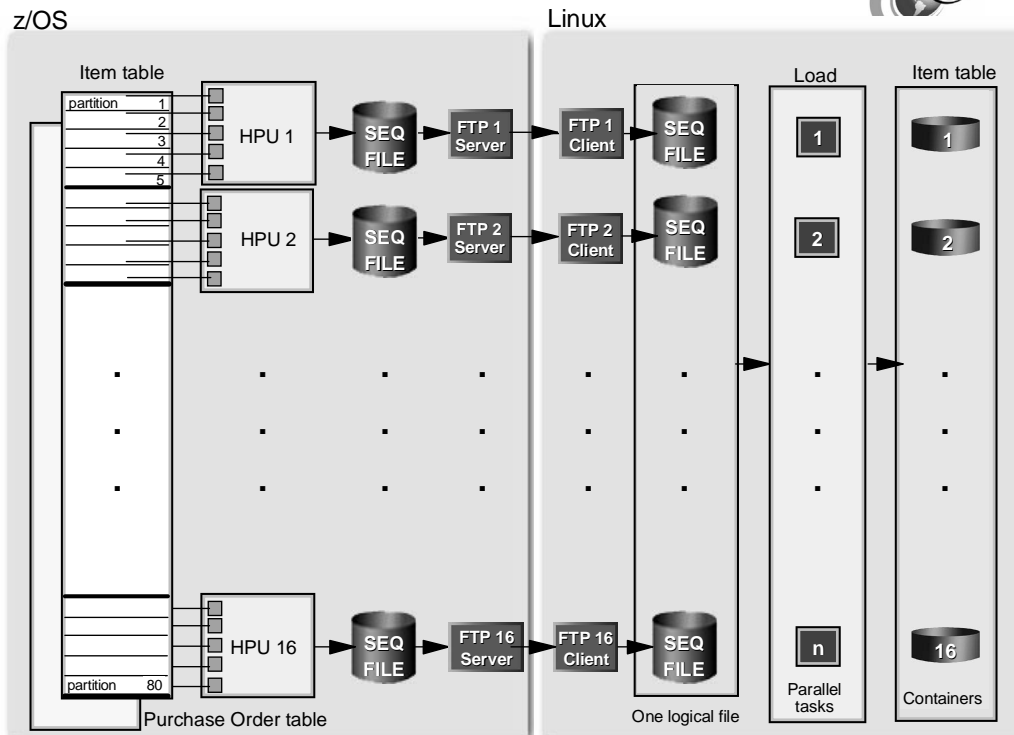 z/OS
Linux
Item table
Load
Item table
partition 1
2
3
4
5
HPU 1
SEQ
FILE
FTP 1
Server
FTP 1
Client
SEQ
FILE
1
1
HPU 2
SEQ
FILE
FTP 2
Server
FTP 2
Client
SEQ
FILE
2
2
HPU 16
SEQ
FILE
FTP 16
Server
FTP 16
Client
SEQ
FILE
n
16
partition 80
Purchase Order table
One logical file
Parallel
tasks
Containers